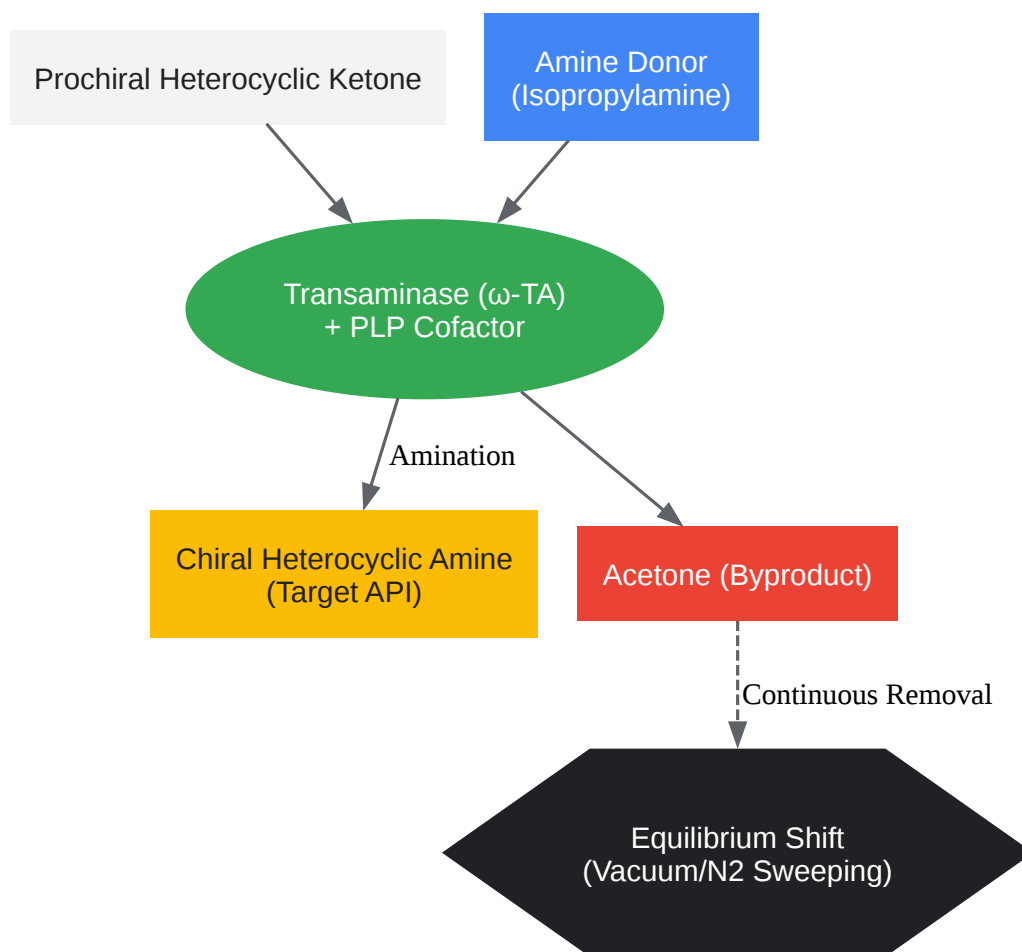 Prochiral Heterocyclic Ketone
Amine Donor
(Isopropylamine)
Transaminase (ω-TA)
+ PLP Cofactor
Amination
Chiral Heterocyclic Amine
(Target API)
Acetone (Byproduct)
Continuous Removal
Equilibrium Shift
(Vacuum/N2 Sweeping)